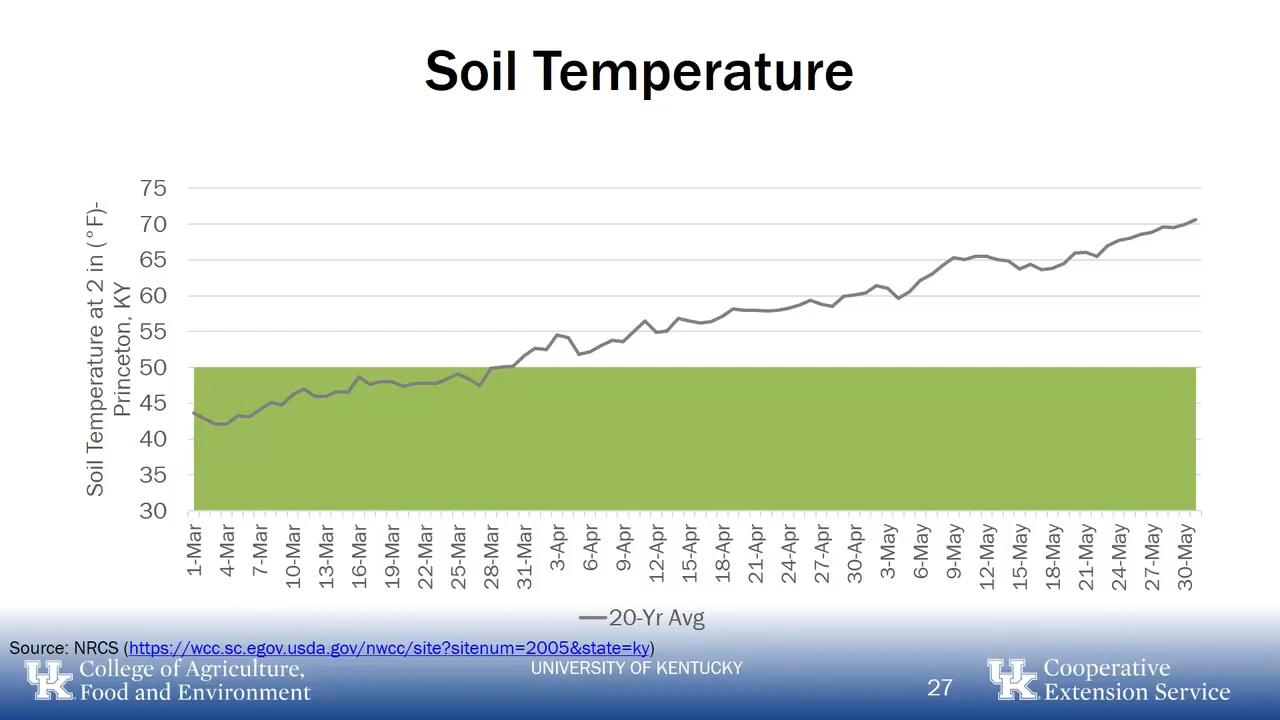 Soil Temperature
Soil Temperature at 2 in (°F)-
Princeton, KY
75
70
65
60
55
50
45
40
35
30
1-Mar
4-Mar
7-Mar
10-Mar
13-Mar
16-Mar
19-Mar
22-Mar
25-Mar
28-Mar
31-Mar
3-Apr
6-Apr
9-Apr
12-Apr
15-Apr
18-Apr
21-Apr
24-Apr
27-Apr
30-Apr
3-May
6-May
9-May
12-May
15-May
18-May
21-May
24-May
27-May
30-May
20-Yr Avg
Source: NRCS (https://wcc.sc.egov.usda.gov/nwcc/site?sitenum=2005&state=ky)
UK College of Agriculture,
Food and Environment
UNIVERSITY OF KENTUCKY
27
UK Cooperative
Extension Service